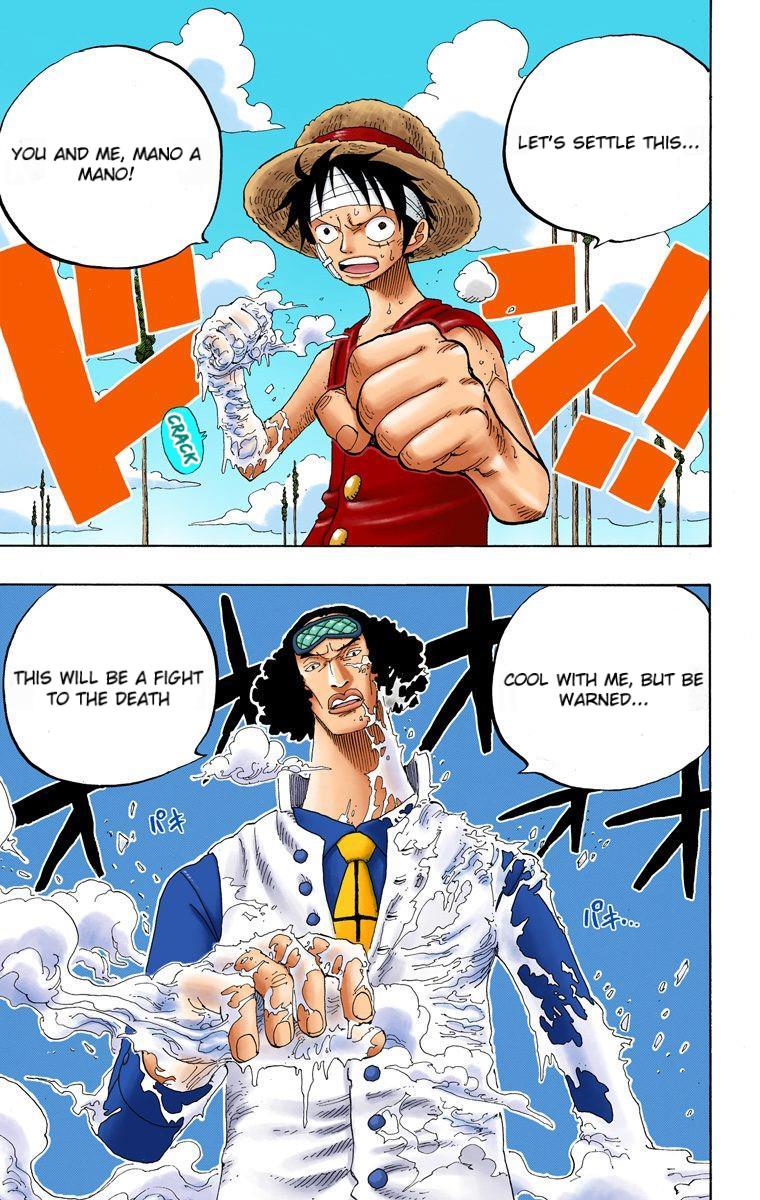 LET'S SETTLE THIS...
YOU AND ME, MANO A
MANO!
ドン!!
CRACK
COOL WITH ME, BUT BE
WARNED...
THIS WILL BE A FIGHT
TO THE DEATH
パキ
パキ...